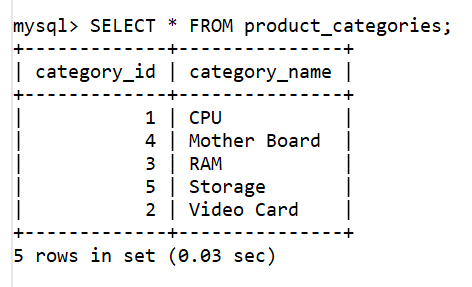 mysql> SELECT * FROM product_categories;
+-------------+---------------+
| category_id | category_name |
+-------------+---------------+
|           1 | CPU           |
|           4 | Mother Board  |
|           3 | RAM           |
|           5 | Storage       |
|           2 | Video Card    |
+-------------+---------------+
5 rows in set (0.03 sec)